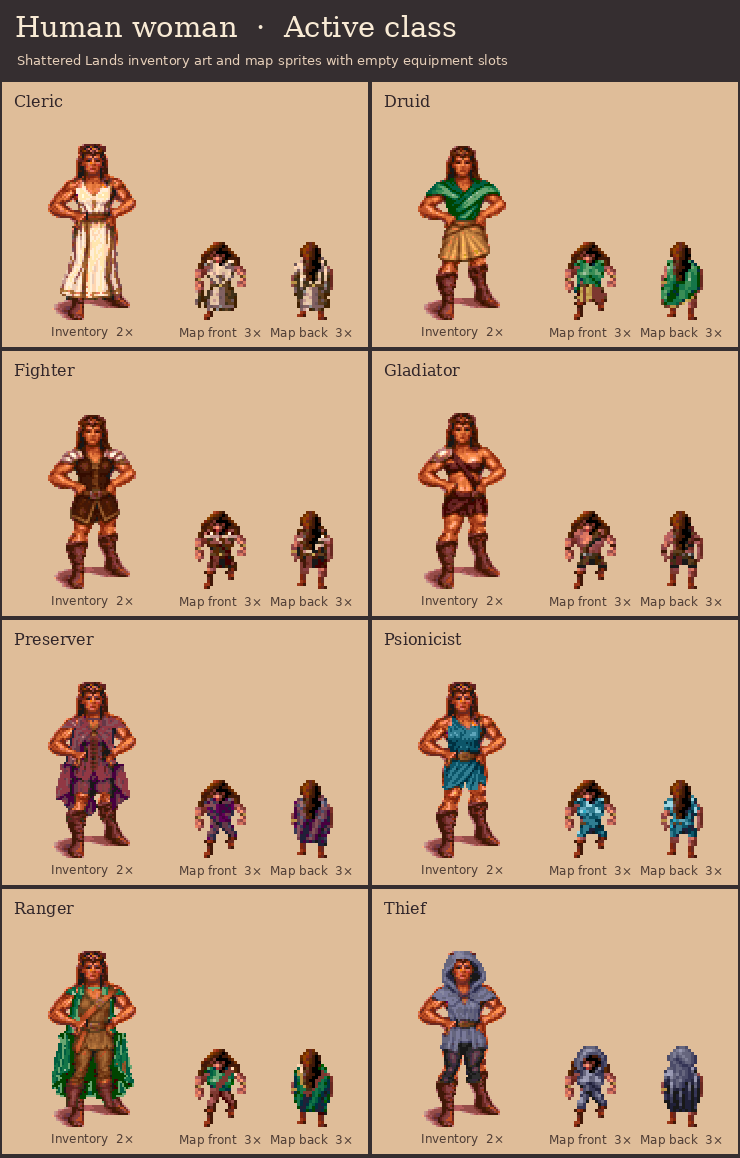 Human woman · Active class
Shattered Lands inventory art and map sprites with empty equipment slots
Cleric
Inventory 2×
Map front 3×
Map back 3×
Druid
Inventory 2×
Map front 3×
Map back 3×
Fighter
Inventory 2×
Map front 3×
Map back 3×
Gladiator
Inventory 2×
Map front 3×
Map back 3×
Preserver
Inventory 2×
Map front 3×
Map back 3×
Psionicist
Inventory 2×
Map front 3×
Map back 3×
Ranger
Inventory 2×
Map front 3×
Map back 3×
Thief
Inventory 2×
Map front 3×
Map back 3×